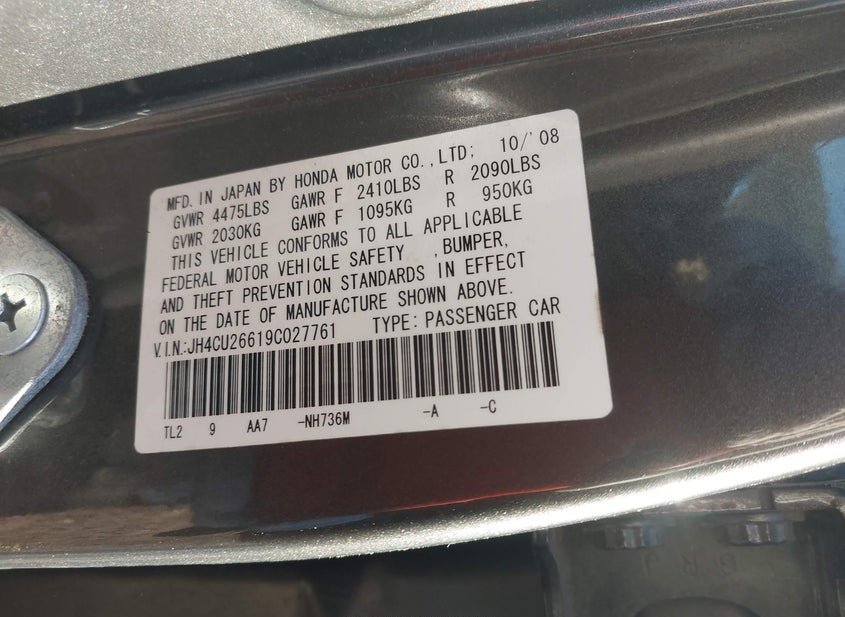 MFD. IN JAPAN BY HONDA MOTOR CO.,LTD; 10/'08
GVWR 4475LBS GAWR F 2410LBS R 2090LBS
GVWR 2030KG GAWR F 1095KG R 950KG
THIS VEHICLE CONFORMS TO ALL APPLICABLE
FEDERAL MOTOR VEHICLE SAFETY ,BUMPER,
AND THEFT PREVENTION STANDARDS IN EFFECT
ON THE DATE OF MANUFACTURE SHOWN ABOVE.
V.I.N.:JH4CU26619C027761 TYPE: PASSENGER CAR
TL2 9 AA7 -NH736M -A -C
G R J